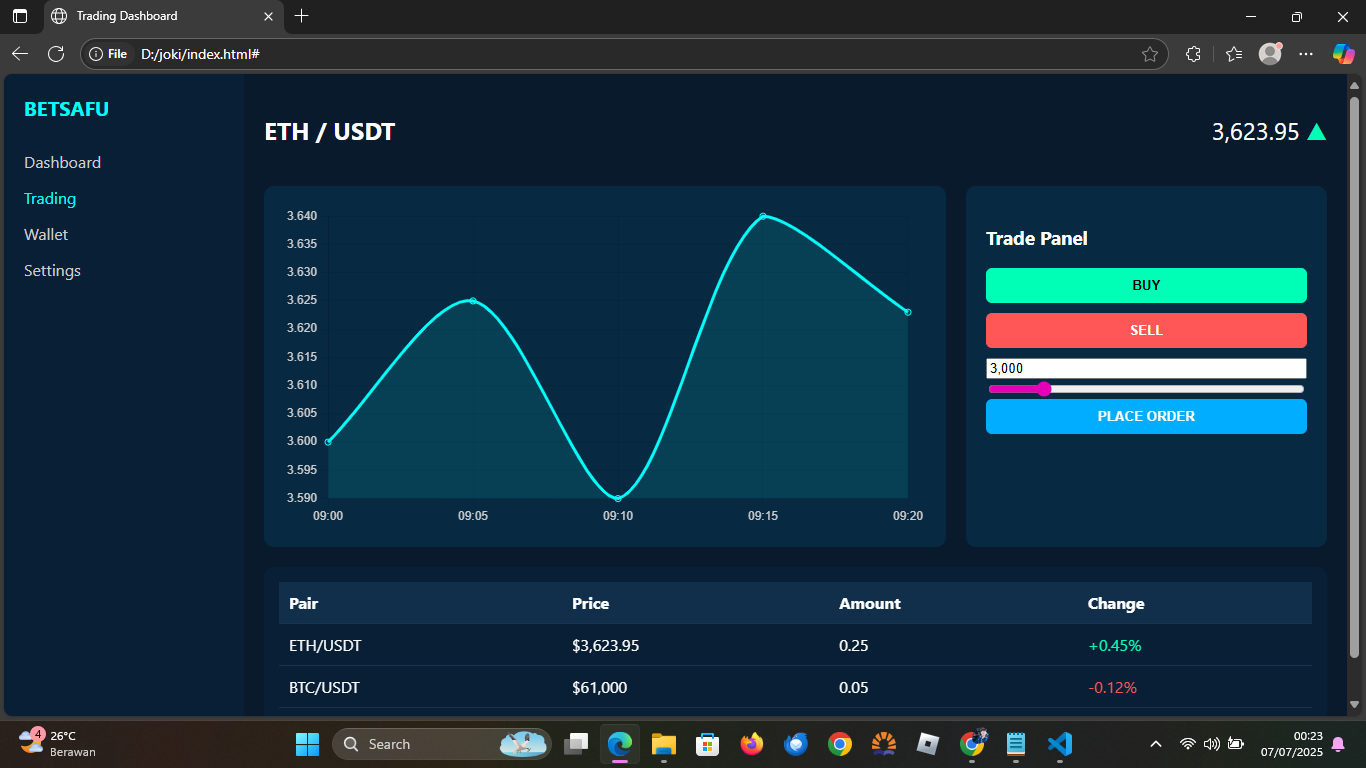 Trading Dashboard
File D:/joki/index.html#
BETSAFU
Dashboard
Trading
Wallet
Settings
ETH / USDT
3,623.95 ▲
3.640
3.635
3.630
3.625
3.620
3.615
3.610
3.605
3.600
3.595
3.590
09:00 09:05 09:10 09:15 09:20
Trade Panel
BUY
SELL
3,000
PLACE ORDER
Pair Price Amount Change
ETH/USDT $3,623.95 0.25 +0.45%
BTC/USDT $61,000 0.05 -0.12%
4
26°C
Berawan
Search
00:23
07/07/2025